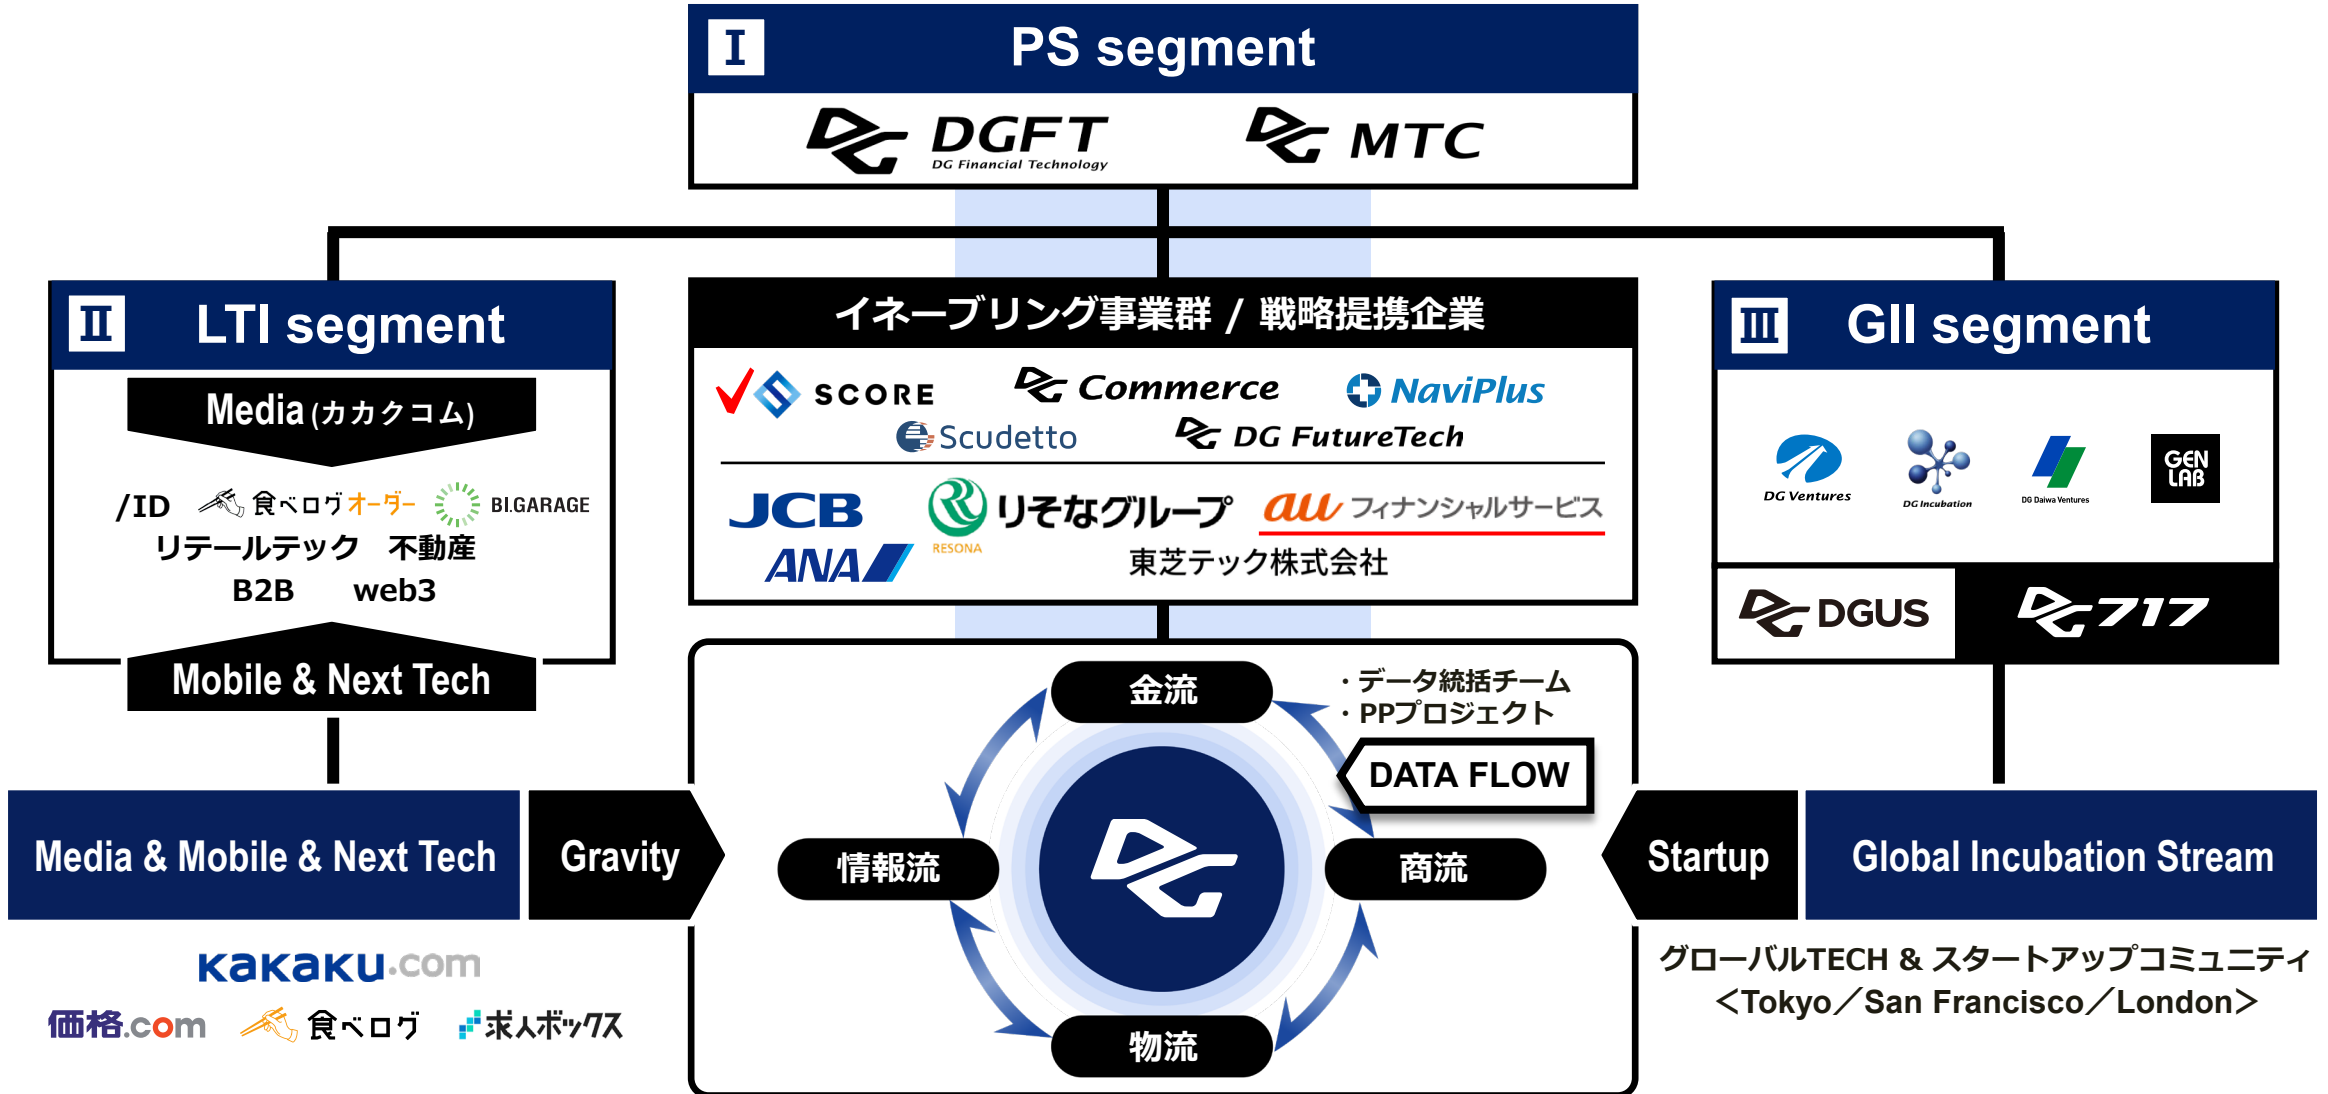 I PS segment
DGFT
DG Financial Technology
MTC
II LTI segment
Media (カカクコム)
/ID 食べログオーダー BI.GARAGE
リテールテック 不動産
B2B web3
Mobile & Next Tech
イネーブリング事業群 / 戦略提携企業
SCORE DG Commerce NaviPlus
Scudetto DG FutureTech
JCB りそなグループ au フィナンシャルサービス
RESONA
ANA 東芝テック株式会社
III GII segment
DG Ventures DG Incubation DG Daiwa Ventures GEN
LAB
DG DGUS DG 717
金流
・データ統括チーム
・PPプロジェクト
DATA FLOW
情報流 DG 商流
物流
Media & Mobile & Next Tech Gravity
Startup Global Incubation Stream
kakaku.com
価格.com 食べログ 求人ボックス
グローバルTECH & スタートアップコミュニティ
＜Tokyo／San Francisco／London＞